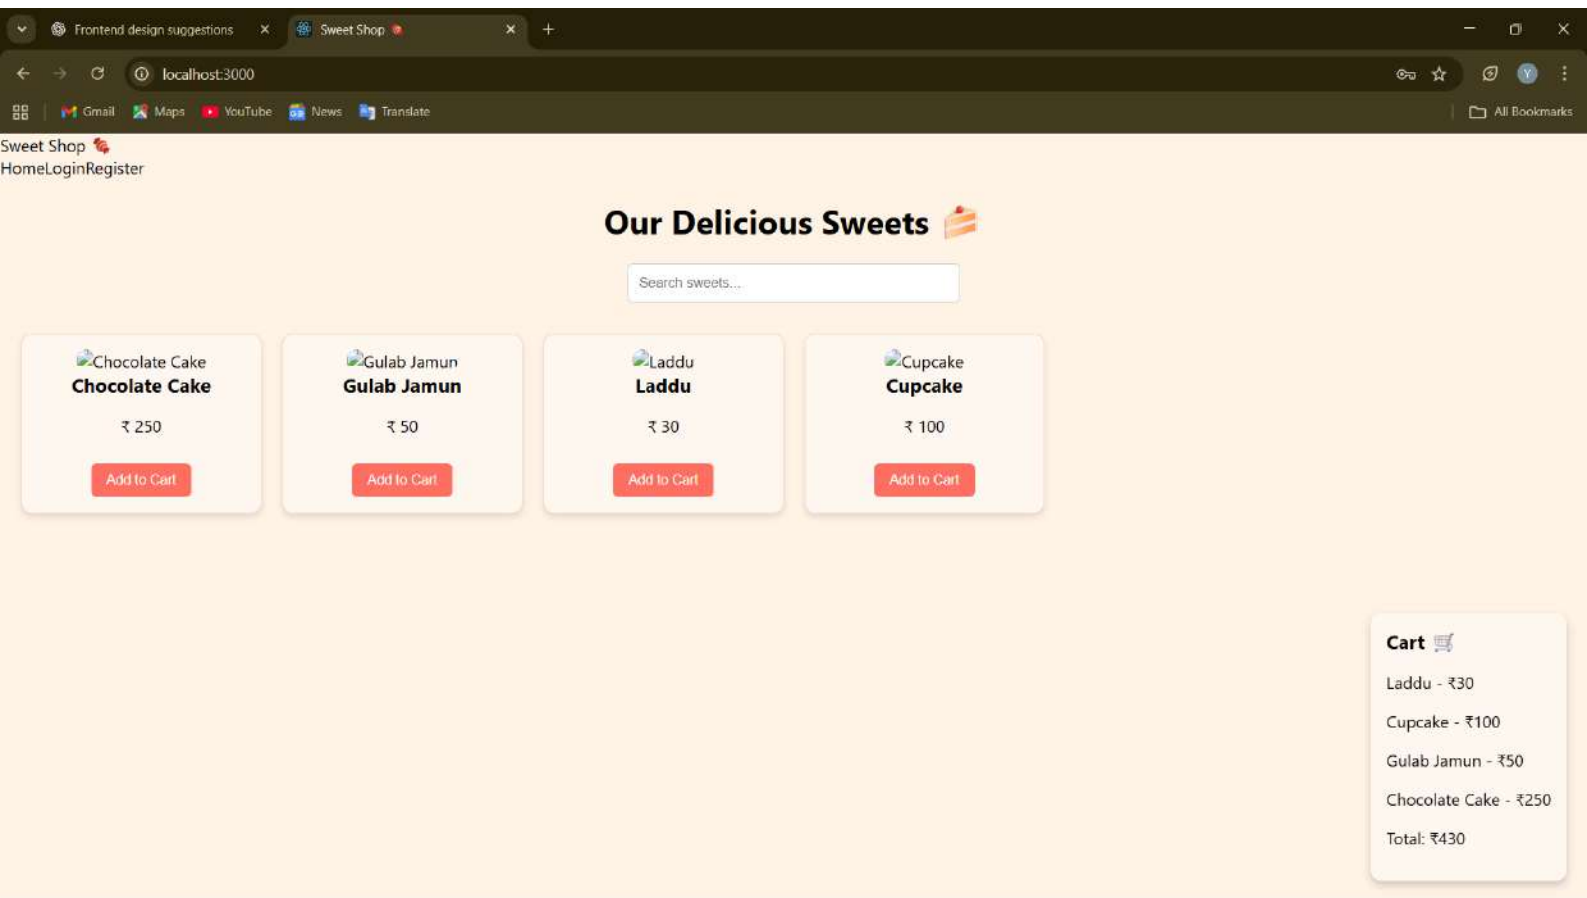 Frontend design suggestions
Sweet Shop
localhost:3000
Y
Gmail Maps YouTube News Translate All Bookmarks
Sweet Shop 🍬
HomeLoginRegister
Our Delicious Sweets 🍰
Search sweets...
Chocolate Cake
Chocolate Cake
₹ 250
Add to Cart
Gulab Jamun
Gulab Jamun
₹ 50
Add to Cart
Laddu
Laddu
₹ 30
Add to Cart
Cupcake
Cupcake
₹ 100
Add to Cart
Cart 🛒
Laddu - ₹30
Cupcake - ₹100
Gulab Jamun - ₹50
Chocolate Cake - ₹250
Total: ₹430